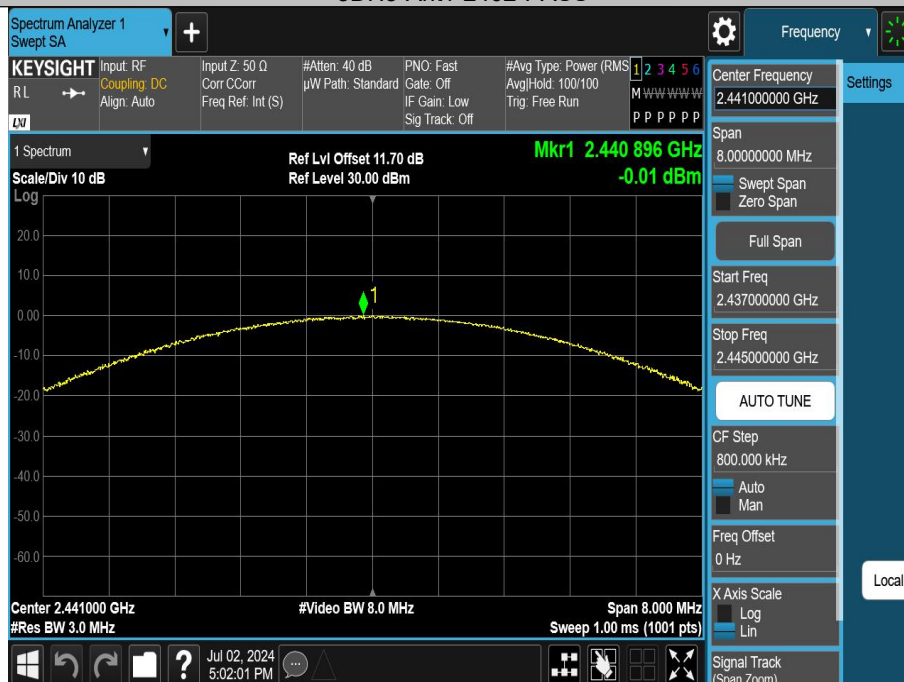 Spectrum Analyzer 1
Swept SA
+
Frequency
KEYSIGHT
RL
LXI
Input: RF
Coupling: DC
Align: Auto
Input Z: 50 Ω
Corr CCorr
Freq Ref: Int (S)
#Atten: 40 dB
µW Path: Standard
PNO: Fast
Gate: Off
IF Gain: Low
Sig Track: Off
#Avg Type: Power (RMS
Avg|Hold: 100/100
Trig: Free Run
1 2 3 4 5 6
M W W W W W
P P P P P P
1 Spectrum
Scale/Div 10 dB
Log
Ref Lvl Offset 11.70 dB
Ref Level 30.00 dBm
Mkr1 2.440 896 GHz
-0.01 dBm
20.0
10.0
0.00
-10.0
-20.0
-30.0
-40.0
-50.0
-60.0
1
Center 2.441000 GHz
#Res BW 3.0 MHz
#Video BW 8.0 MHz
Span 8.000 MHz
Sweep 1.00 ms (1001 pts)
Center Frequency
2.441000000 GHz
Span
8.00000000 MHz
Swept Span
Zero Span
Full Span
Start Freq
2.437000000 GHz
Stop Freq
2.445000000 GHz
AUTO TUNE
CF Step
800.000 kHz
Auto
Man
Freq Offset
0 Hz
X Axis Scale
Log
Lin
Signal Track
(Span Zoom)
Settings
Local
?
Jul 02, 2024
5:02:01 PM